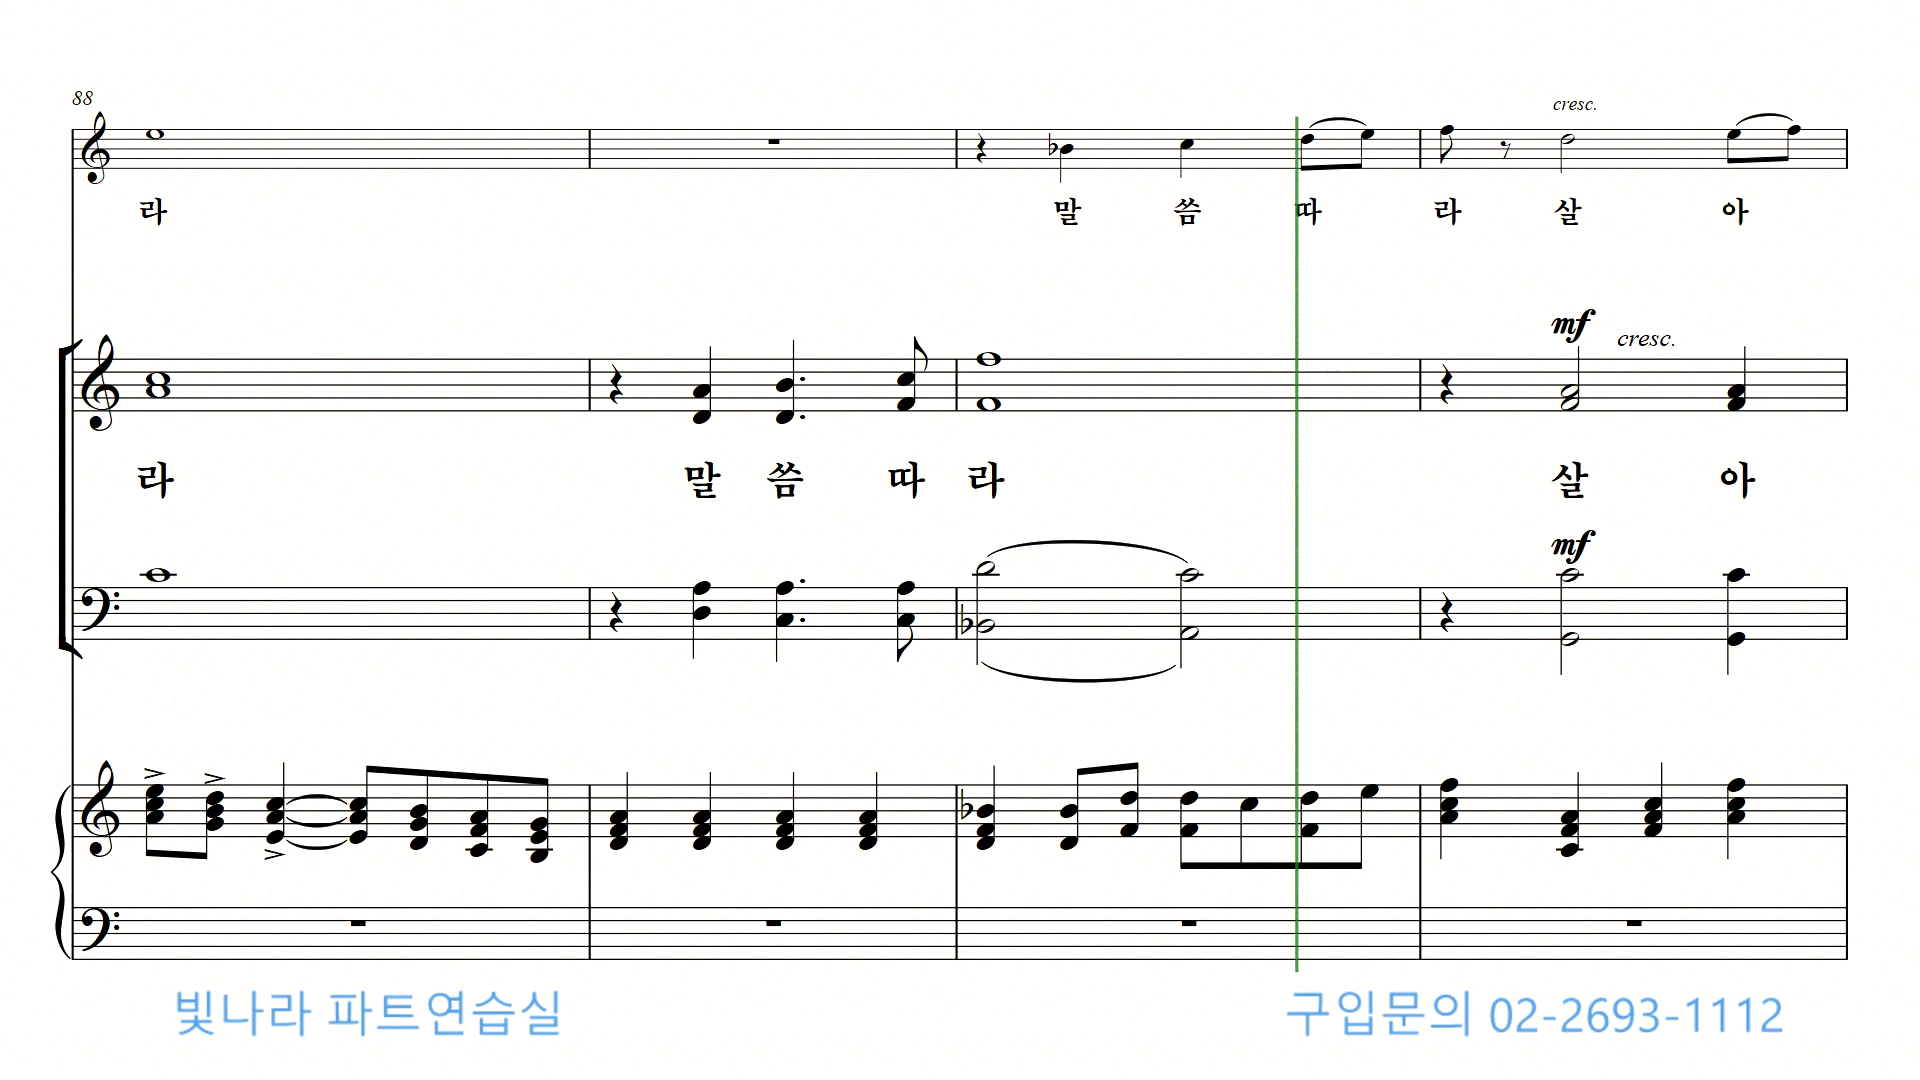 88
cresc.
라 말 씀 따 라 살 아
mf cresc.
라 말 씀 따 라 살 아
mf
빛나라 파트연습실 구입문의 02-2693-1112